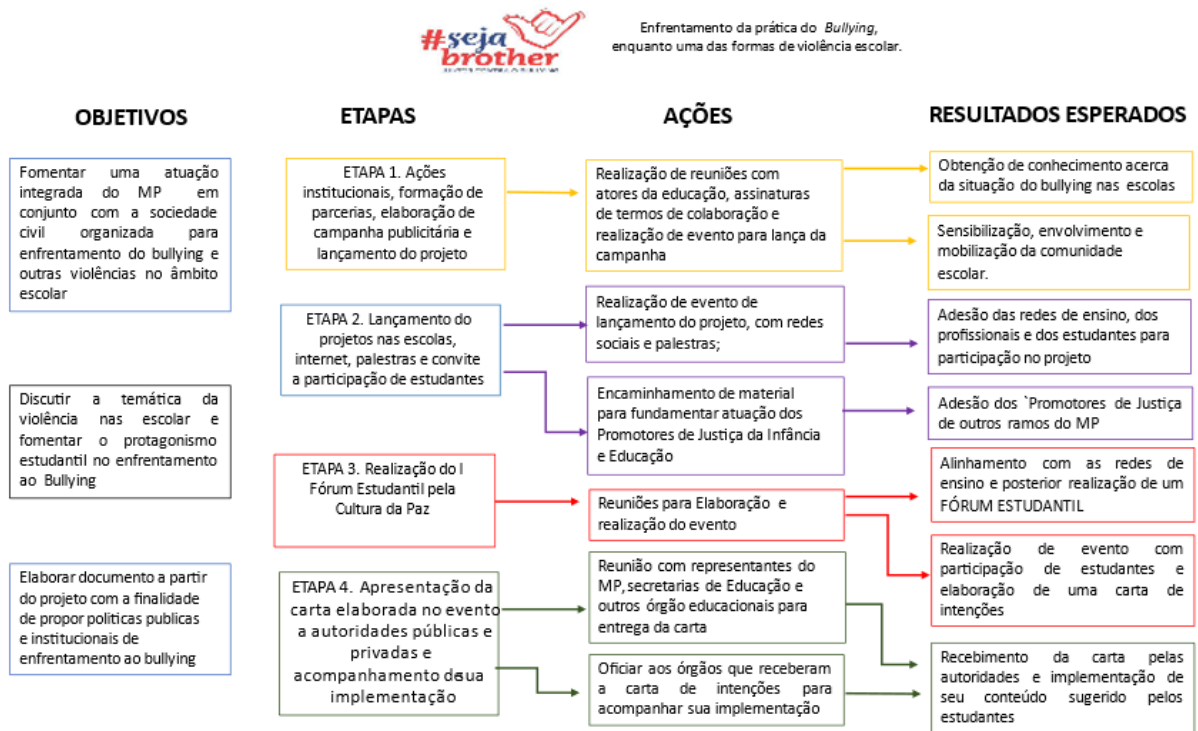 #seja
brother
Enfrentamento da prática do Bullying,
enquanto uma das formas de violência escolar.
OBJETIVOS
Fomentar uma atuação
integrada do MP em
conjunto com a sociedade
civil organizada para
enfrentamento do bullying e
outras violências no âmbito
escolar
Discutir a temática da
violência nas escolar e
fomentar o protagonismo
estudantil no enfrentamento
ao Bullying
Elaborar documento a partir
do projeto com a finalidade
de propor políticas publicas
e institucionais de
enfrentamento ao bullying
ETAPAS
ETAPA 1. Ações
institucionais, formação de
parcerias, elaboração de
campanha publicitária e
lançamento do projeto
ETAPA 2. Lançamento do
projetos nas escolas,
internet, palestras e convite
a participação de estudantes
ETAPA 3. Realização do I
Fórum Estudantil pela
Cultura da Paz
ETAPA 4. Apresentação da
carta elaborada no evento
a autoridades públicas e
privadas e
acompanhamento de sua
implementação
AÇÕES
Realização de reuniões com
atores da educação, assinaturas
de termos de colaboração e
realização de evento para lança da
campanha
Realização de evento de
lançamento do projeto, com redes
sociais e palestras;
Encaminhamento de material
para fundamentar atuação dos
Promotores de Justiça da Infância
e Educação
Reuniões para Elaboração e
realização do evento
Reunião com representantes do
MP, secretarias de Educação e
outros órgão educacionais para
entrega da carta
Oficiar aos órgãos que receberam
a carta de intenções para
acompanhar sua implementação
RESULTADOS ESPERADOS
Obtenção de conhecimento acerca
da situação do bullying nas escolas
Sensibilização, envolvimento e
mobilização da comunidade
escolar.
Adesão das redes de ensino, dos
profissionais e dos estudantes para
participação no projeto
Adesão dos `Promotores de Justiça
de outros ramos do MP
Alinhamento com as redes de
ensino e posterior realização de um
FÓRUM ESTUDANTIL
Realização de evento com
participação de estudantes e
elaboração de uma carta de
intenções
Recebimento da carta pelas
autoridades e implementação de
seu conteúdo sugerido pelos
estudantes